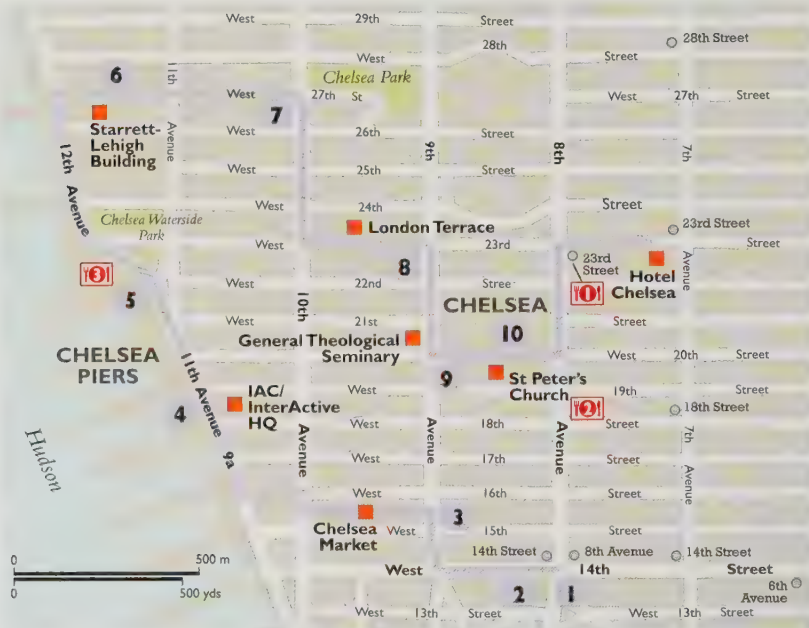 West 29th Street
28th Street
West Street
28th Street
6
11th Avenue
Chelsea Park
West 27th St West 27th Street
7
Starrett-
Lehigh
Building
West 26th Street
9th
8th
7th
12th Avenue
West 25th Street
West 24th Street
Chelsea Waterside
Park
London Terrace
23rd Street
West 23rd Street
23rd
Street
Hotel
Chelsea
Avenue
3
5
8
1
West 22nd Stree
10th
CHELSEA
10
West 21st Street
General Theological
Seminary
CHELSEA
PIERS
West 20th Street
11th Avenue
9
St Peter's
Church
4
IAC/
InterActive
HQ
West 19th Street
2
18th Street
West 18th Street
Avenue
Avenue
Avenue
7th Avenue
9a
Hudson
West 17th Street
West 16th Street
Chelsea
Market
3
West 15th Street
14th Street
8th Avenue
14th Street
West 14th Street
0 500 m
500 yds
6th
Avenue
2
1
West 13th Street West 13th Street